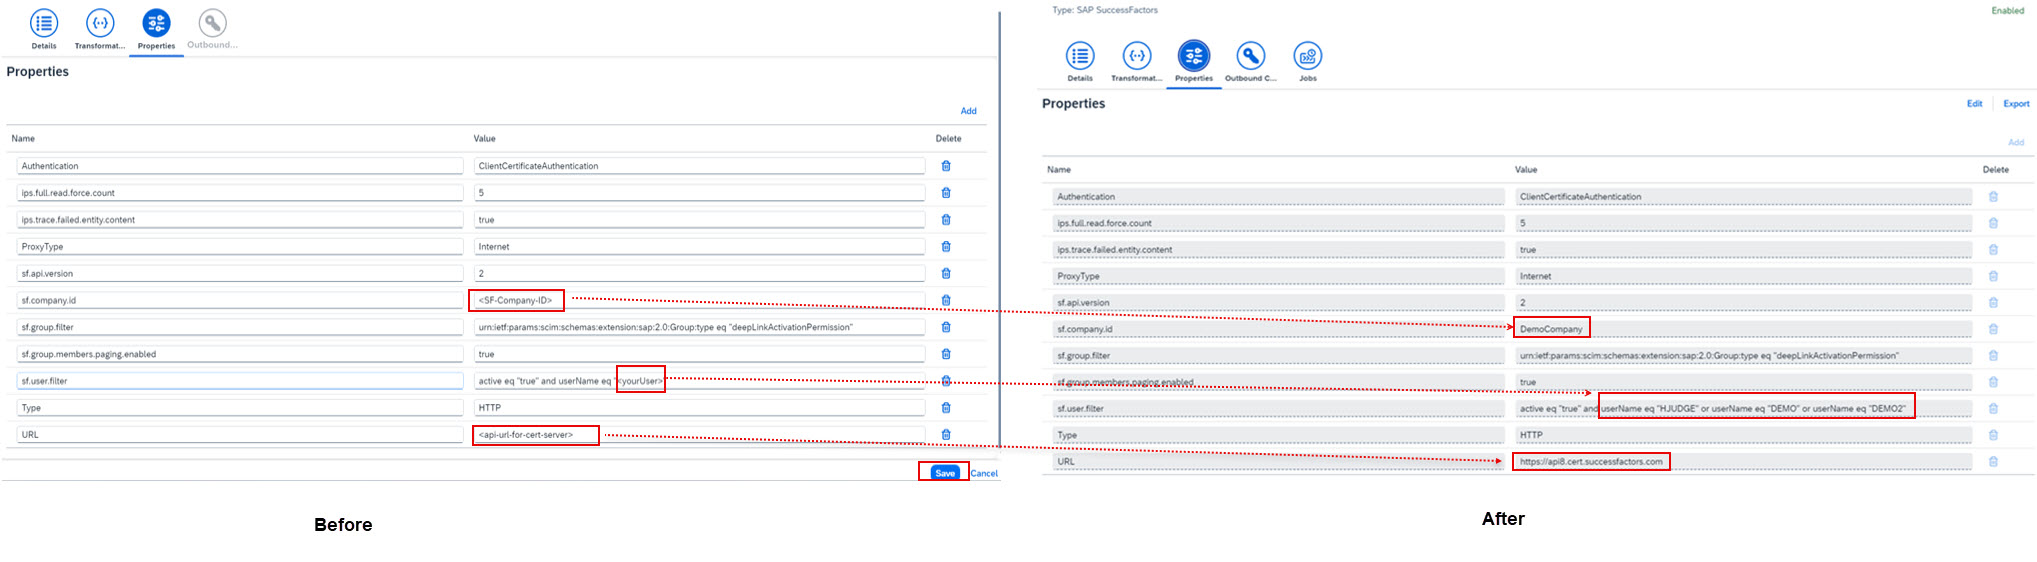 Details Transformat... Properties Outbound...
Properties
Add
Name Value Delete
Authentication ClientCertificateAuthentication
ips.full.read.force.count 5
ips.trace.failed.entity.content true
ProxyType Internet
sf.api.version 2
sf.company.id <SF-Company-ID>
sf.group.filter urn:ietf:params:scim:schemas:extension:sap:2.0:Group:type eq "deepLinkActivationPermission"
sf.group.members.paging.enabled true
sf.user.filter active eq "true" and userName eq "<yourUser>
Type HTTP
URL <api-url-for-cert-server>
Save Cancel
Before
Type: SAP SuccessFactors Enabled
Details Transformat... Properties Outbound C... Jobs
Properties Edit Export
Add
Name Value Delete
Authentication ClientCertificateAuthentication
ips.full.read.force.count 5
ips.trace.failed.entity.content true
ProxyType Internet
sf.api.version 2
sf.company.id DemoCompany
sf.group.filter urn:ietf:params:scim:schemas:extension:sap:2.0:Group:type eq "deepLinkActivationPermission"
sf.group.members.paging.enabled true
sf.user.filter active eq "true" and userName eq "HJUDGE" or userName eq "DEMO" or userName eq "DEMO2"
Type HTTP
URL https://api8.cert.successfactors.com
After